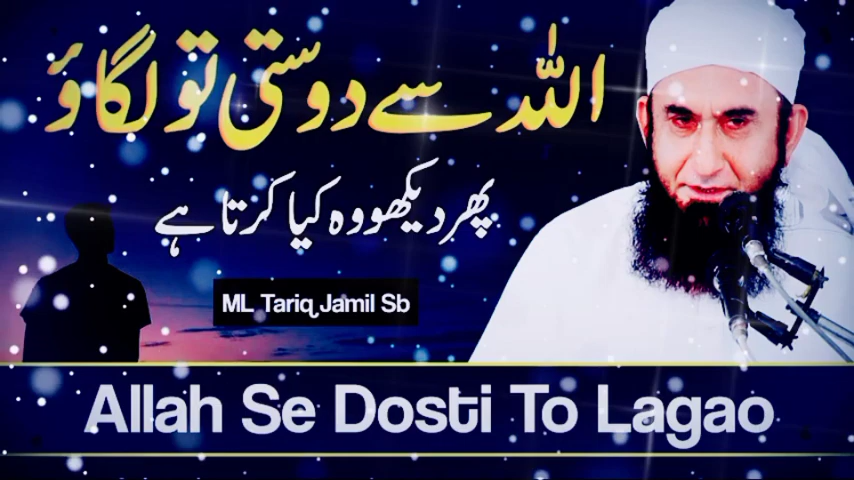 اللہ سے دوستی تو لگاؤ
پھر دیکھو وہ کیا کرتا ہے
ML Tariq Jamil Sb
Allah Se Dosti To Lagao